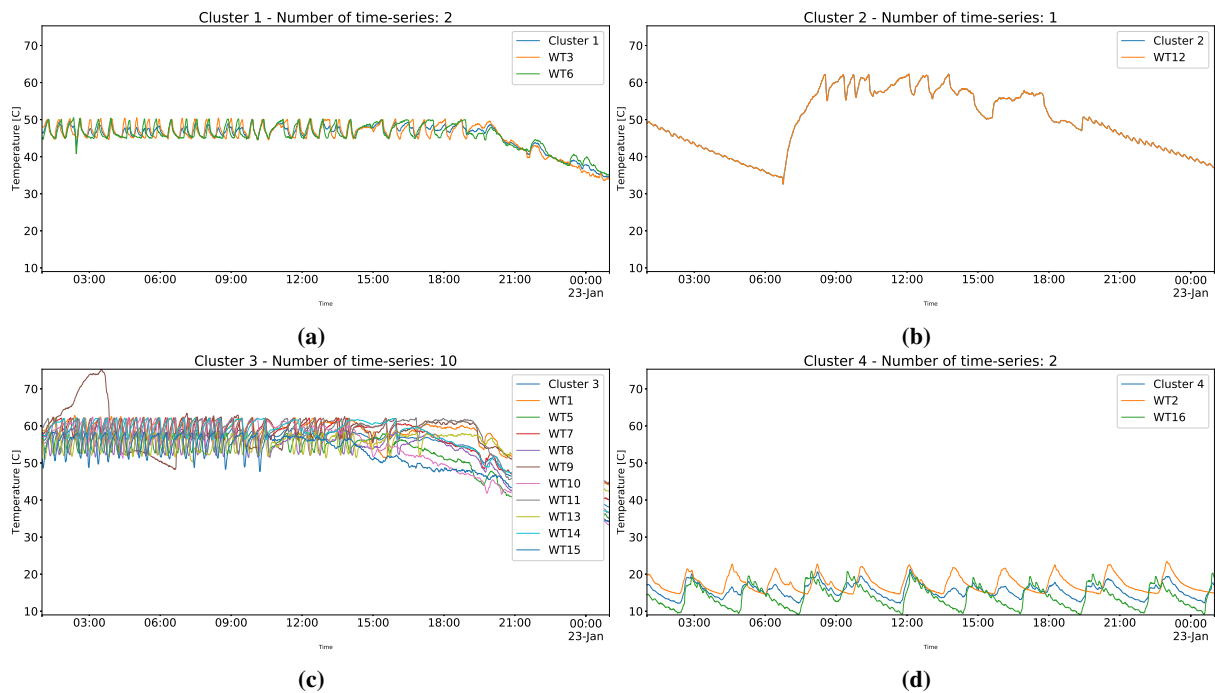 Cluster 1 - Number of time-series: 2
70
60
50
40
30
20
10
Temperature [C]
Cluster 1
WT3
WT6
03:00 06:00 09:00 12:00 15:00 18:00 21:00 00:00
23-Jan
Time
(a)
Cluster 2 - Number of time-series: 1
70
60
50
40
30
20
10
Temperature [C]
Cluster 2
WT12
03:00 06:00 09:00 12:00 15:00 18:00 21:00 00:00
23-Jan
Time
(b)
Cluster 3 - Number of time-series: 10
70
60
50
40
30
20
10
Temperature [C]
Cluster 3
WT1
WT5
WT7
WT8
WT9
WT10
WT11
WT13
WT14
WT15
03:00 06:00 09:00 12:00 15:00 18:00 21:00 00:00
23-Jan
Time
(c)
Cluster 4 - Number of time-series: 2
70
60
50
40
30
20
10
Temperature [C]
Cluster 4
WT2
WT16
03:00 06:00 09:00 12:00 15:00 18:00 21:00 00:00
23-Jan
Time
(d)